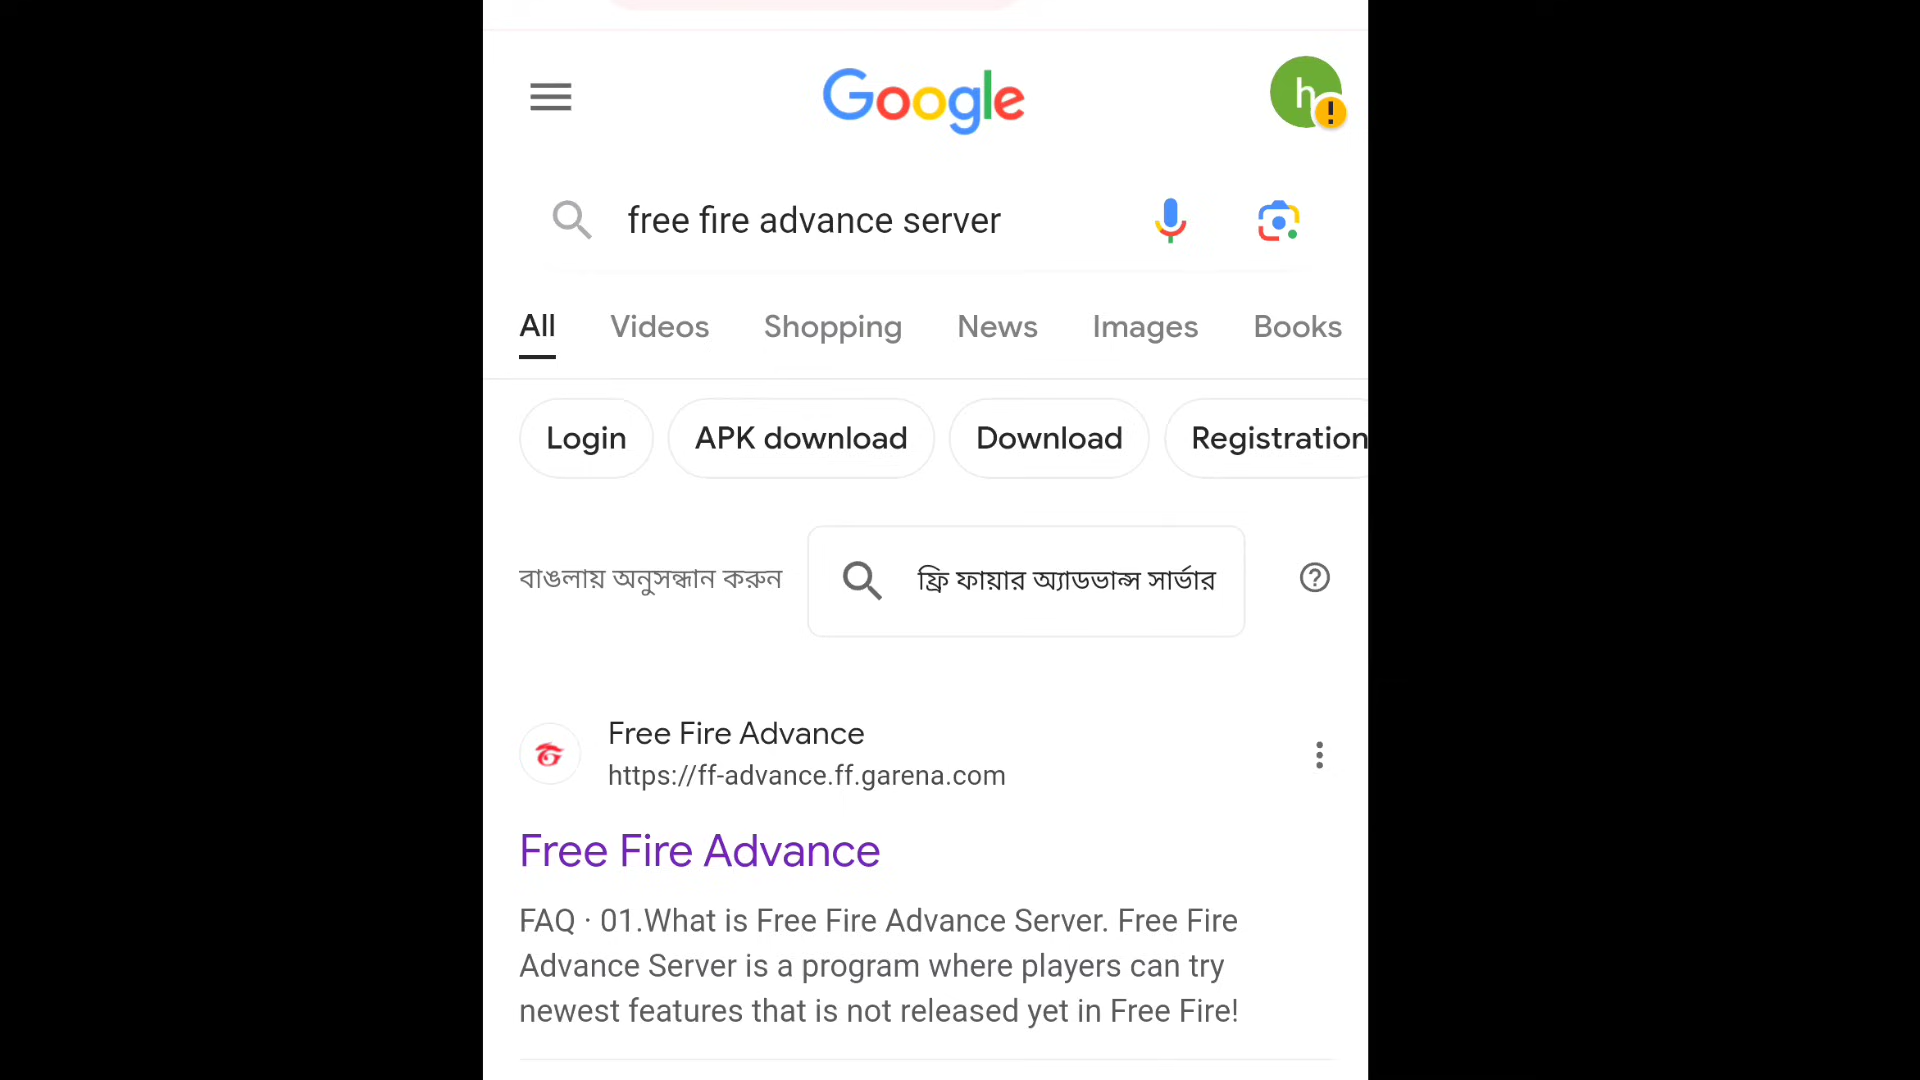 Google
h
free fire advance server
All Videos Shopping News Images Books
Login APK download Download Registration
বাঙলায় অনুসন্ধান করুন ফ্রি ফায়ার অ্যাডভান্স সার্ভার
Free Fire Advance
https://ff-advance.ff.garena.com
Free Fire Advance
FAQ · 01.What is Free Fire Advance Server. Free Fire
Advance Server is a program where players can try
newest features that is not released yet in Free Fire!